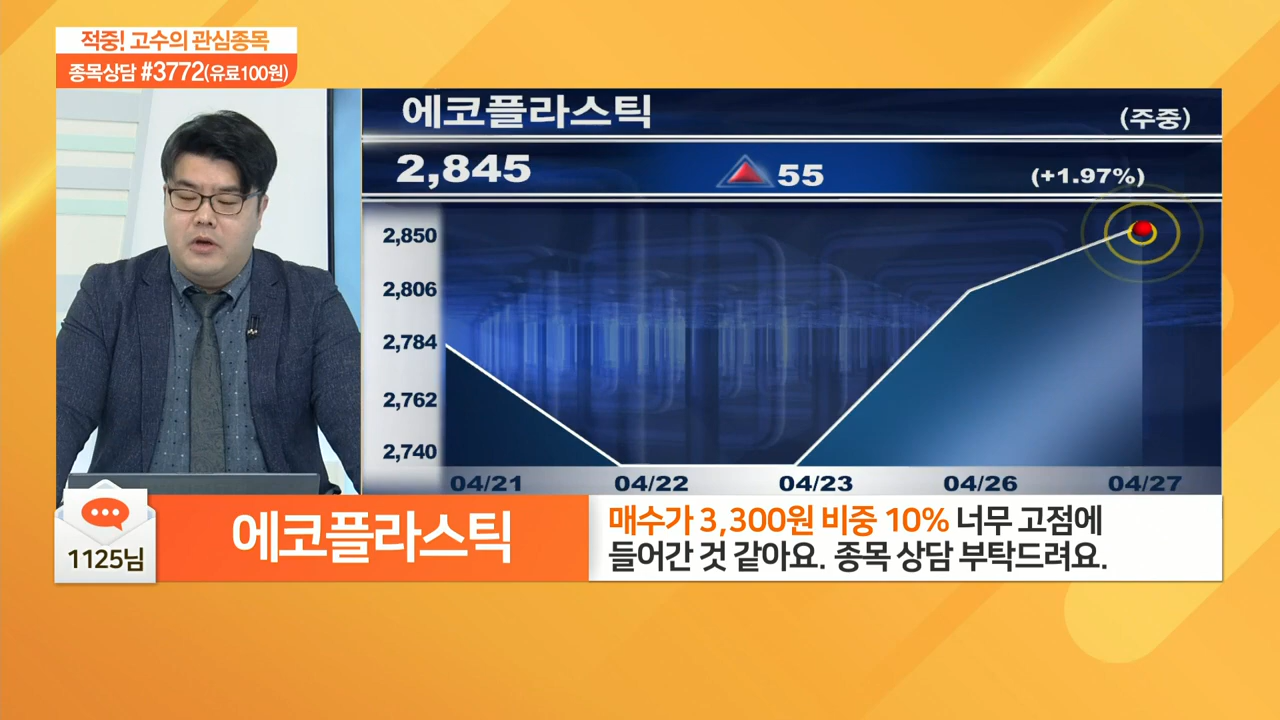 적중! 고수의 관심종목
종목상담 #3772(유료100원)
에코플라스틱
(주중)
2,845
55
(+1.97%)
2,850
2,806
2,784
2,762
2,740
04/21
04/22
04/23
04/26
04/27
1125님
에코플라스틱
매수가 3,300원 비중 10% 너무 고점에
들어간 것 같아요. 종목 상담 부탁드려요.